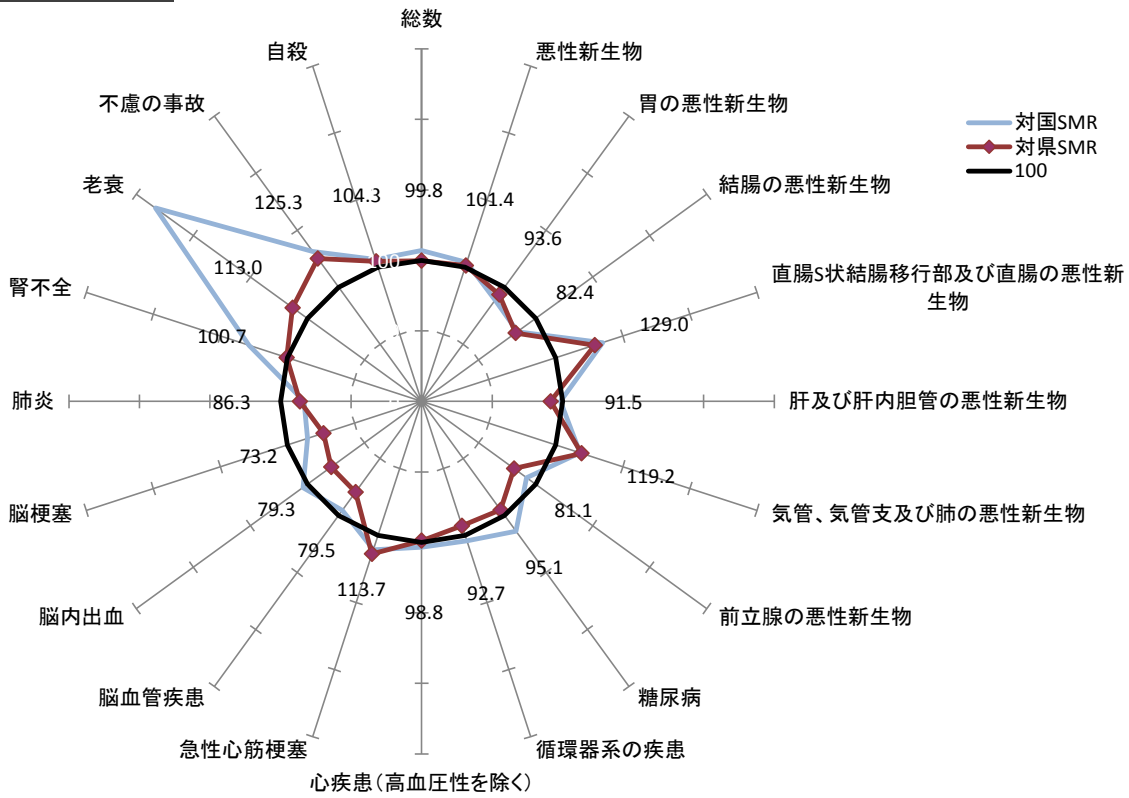 総数
悪性新生物
胃の悪性新生物
結腸の悪性新生物
直腸S状結腸移行部及び直腸の悪性新
生物
肝及び肝内胆管の悪性新生物
気管、気管支及び肺の悪性新生物
前立腺の悪性新生物
糖尿病
循環器系の疾患
心疾患(高血圧性を除く)
急性心筋梗塞
脳血管疾患
脳内出血
脳梗塞
肺炎
腎不全
老衰
不慮の事故
自殺
99.8
101.4
93.6
82.4
129.0
91.5
119.2
81.1
95.1
92.7
98.8
113.7
79.5
79.3
73.2
86.3
100.7
113.0
125.3
104.3
100
対国SMR
対県SMR
100